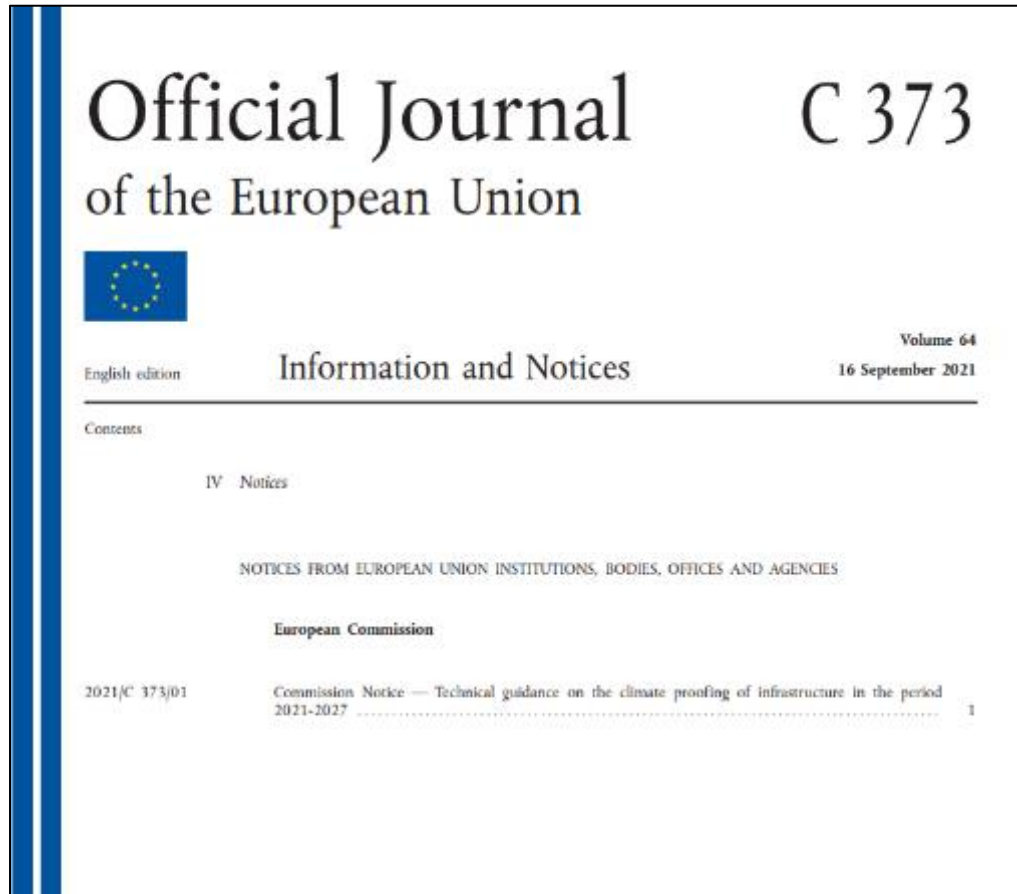 Official Journal C 373
of the European Union
Volume 64
English edition Information and Notices 16 September 2021
Contents
IV Notices
NOTICES FROM EUROPEAN UNION INSTITUTIONS, BODIES, OFFICES AND AGENCIES
European Commission
2021/C 373/01 Commission Notice — Technical guidance on the climate proofing of infrastructure in the period
2021-2027 ........................................................................................ 1